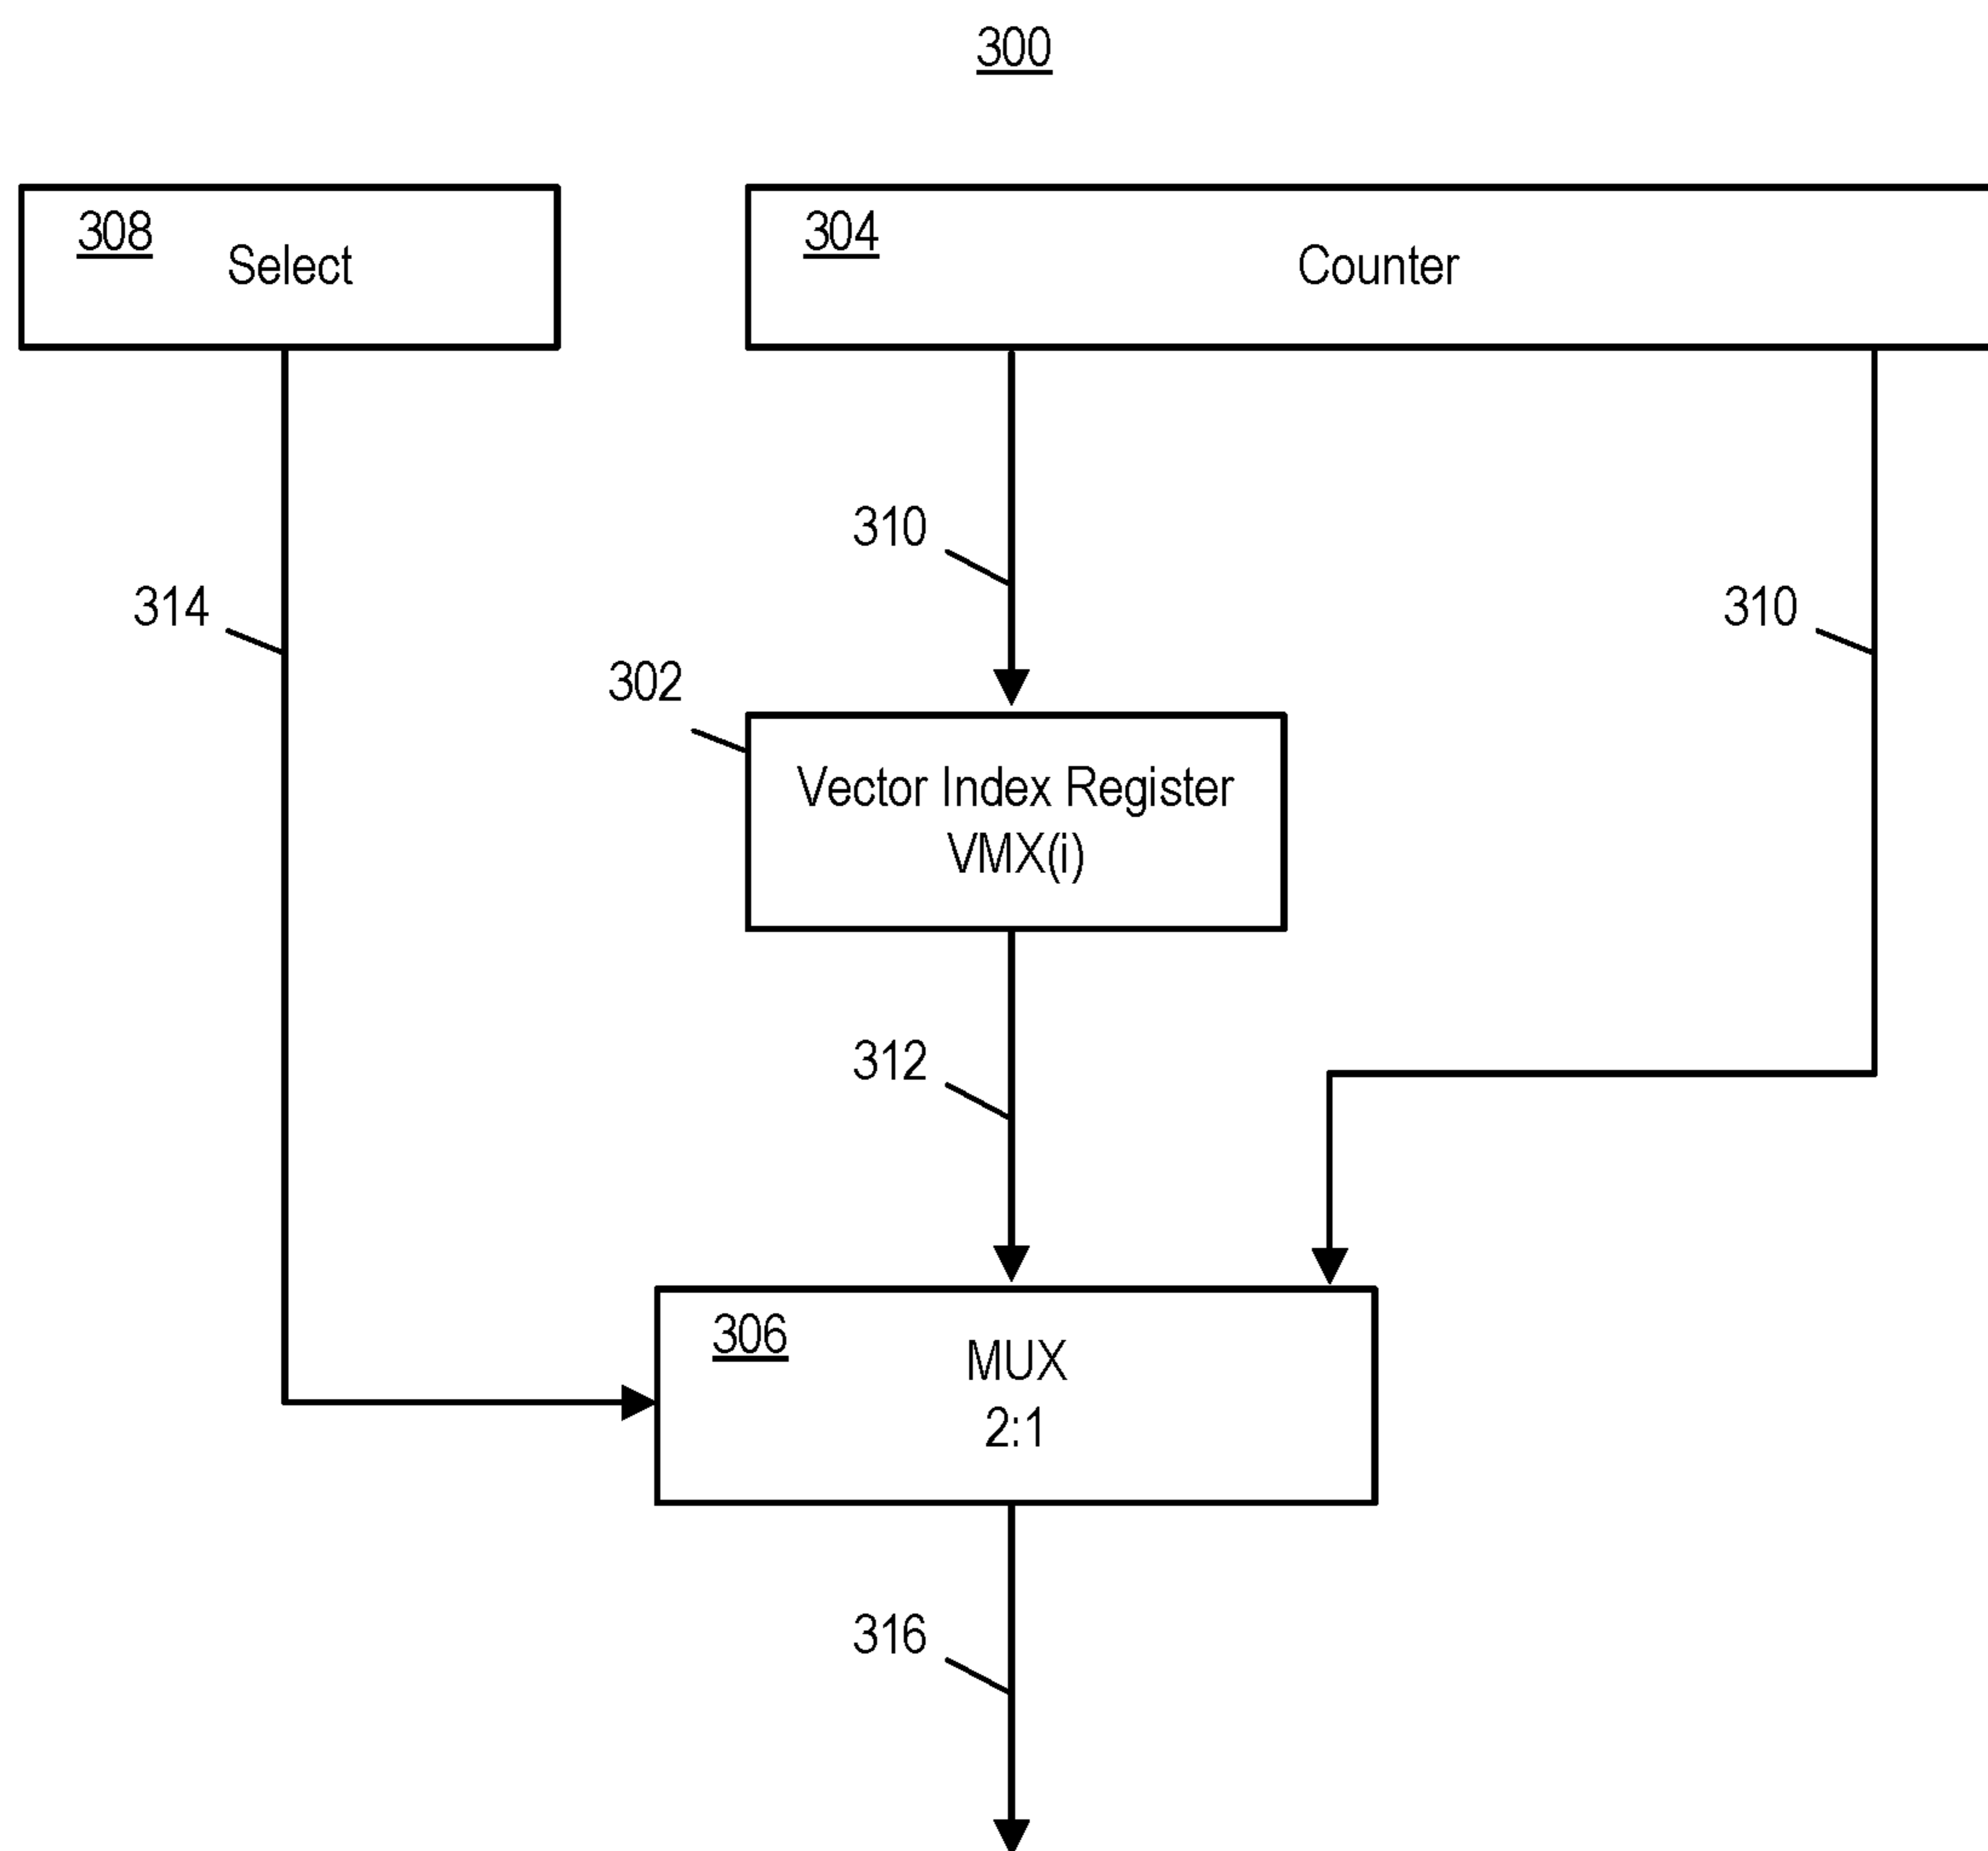 300
308
Select
304
Counter
310
314
310
302
Vector Index Register
VMX(i)
312
306
MUX
2:1
316